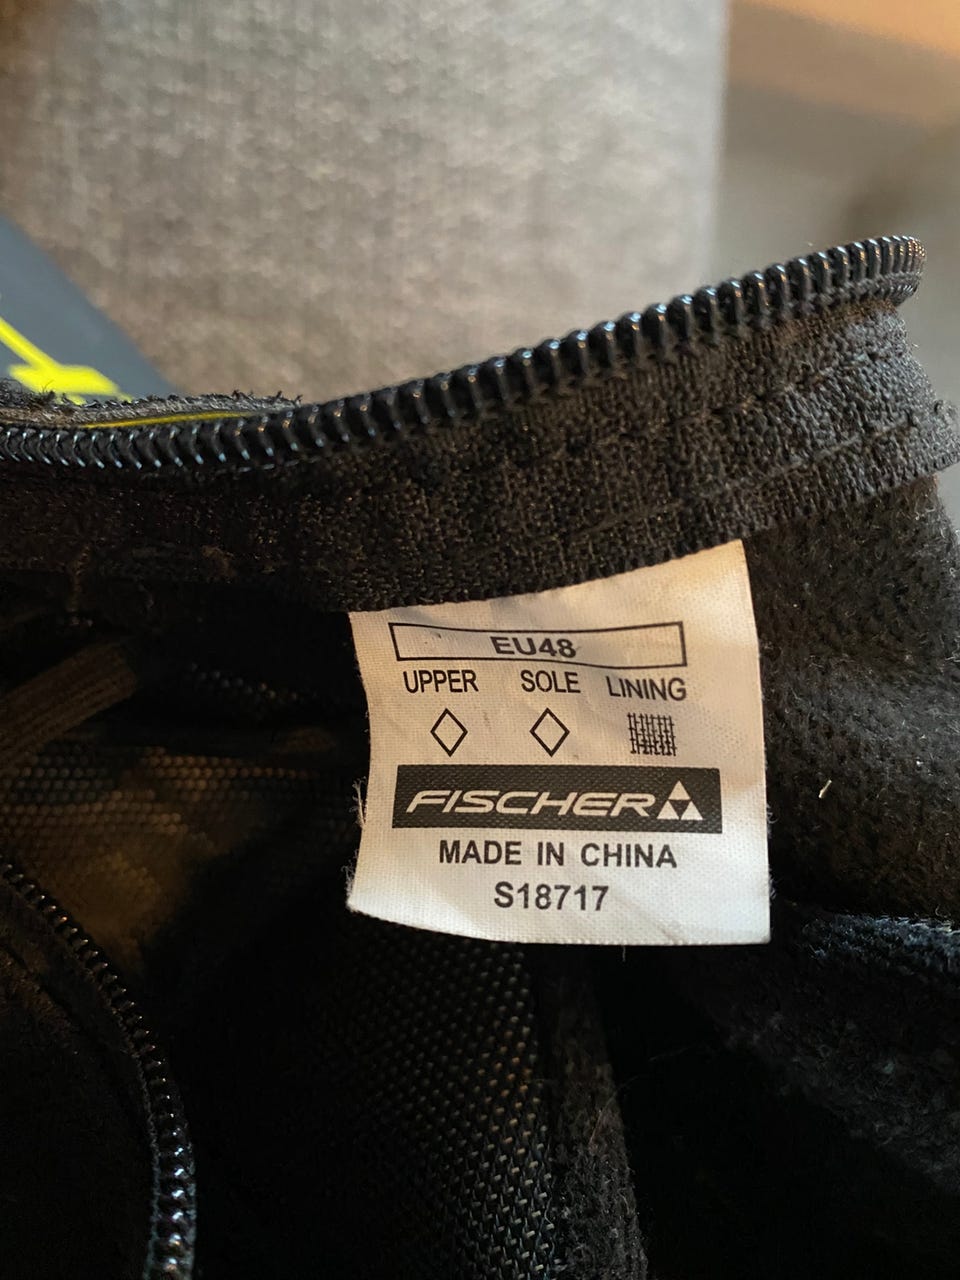 EU48
UPPER SOLE LINING
FISCHER
MADE IN CHINA
S18717